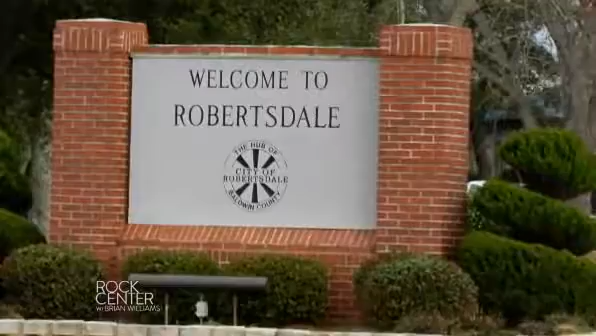 WELCOME TO
ROBERTSDALE
THE HUB OF
CITY OF
ROBERTSDALE
BALDWIN COUNTY
ROCK
CENTER
W/ BRIAN WILLIAMS